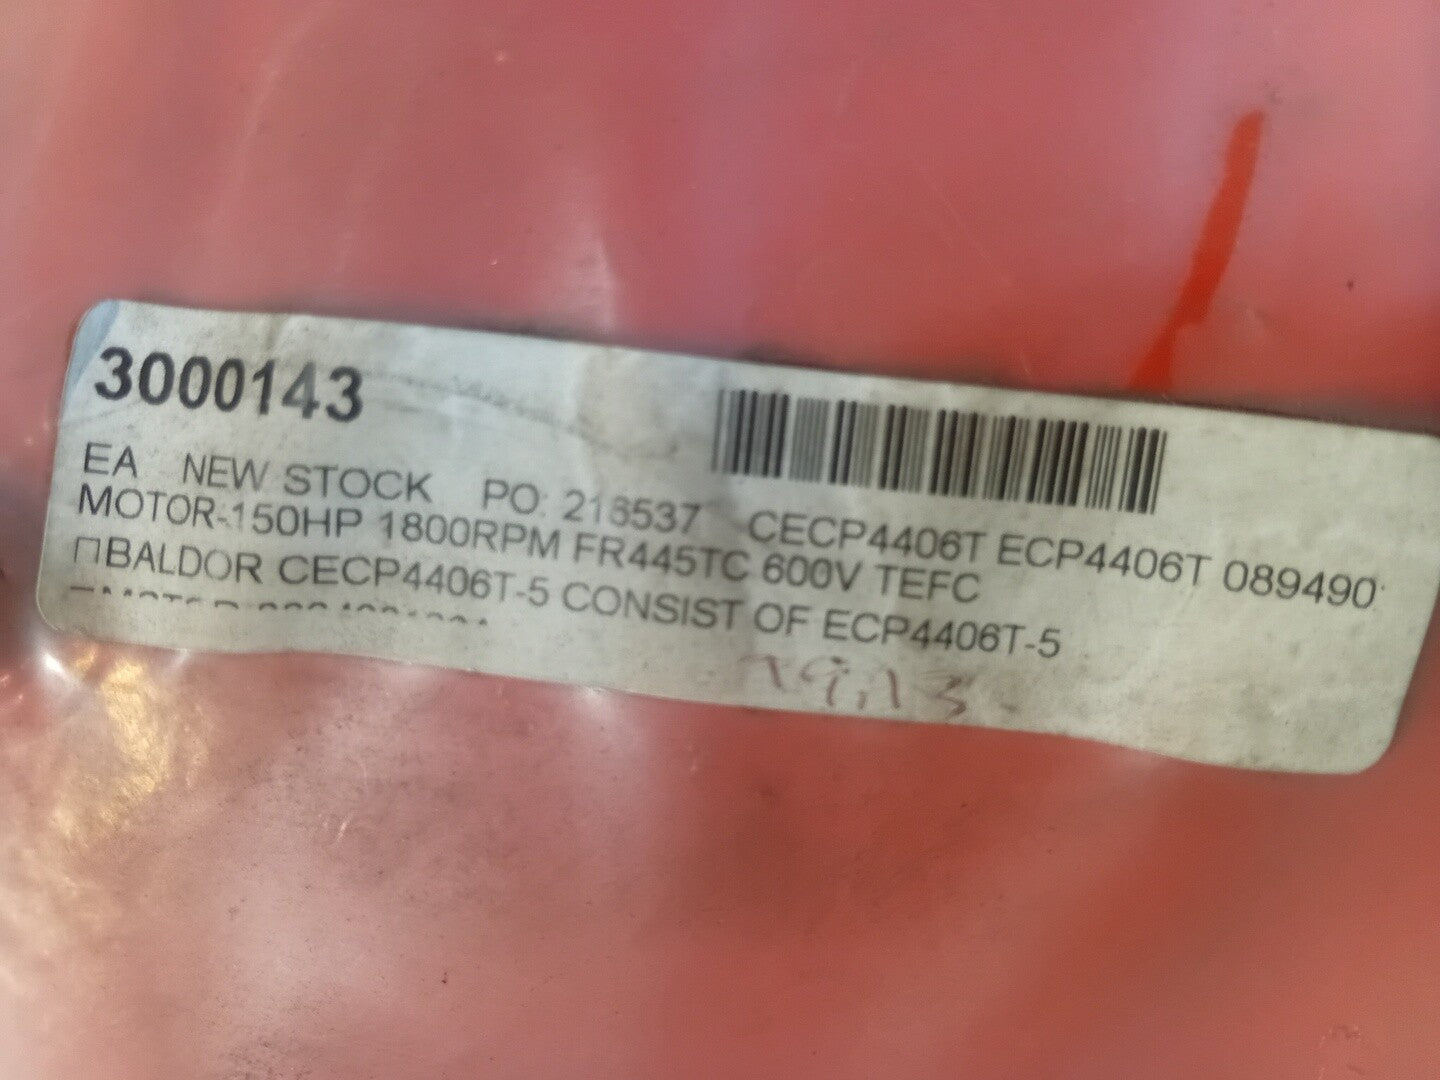 3000143
EA NEW STOCK PO: 216537 CECP4406T ECP4406T 089490
MOTOR-150HP 1800RPM FR445TC 600V TEFC
BALDOR CECP4406T-5 CONSIST OF ECP4406T-5